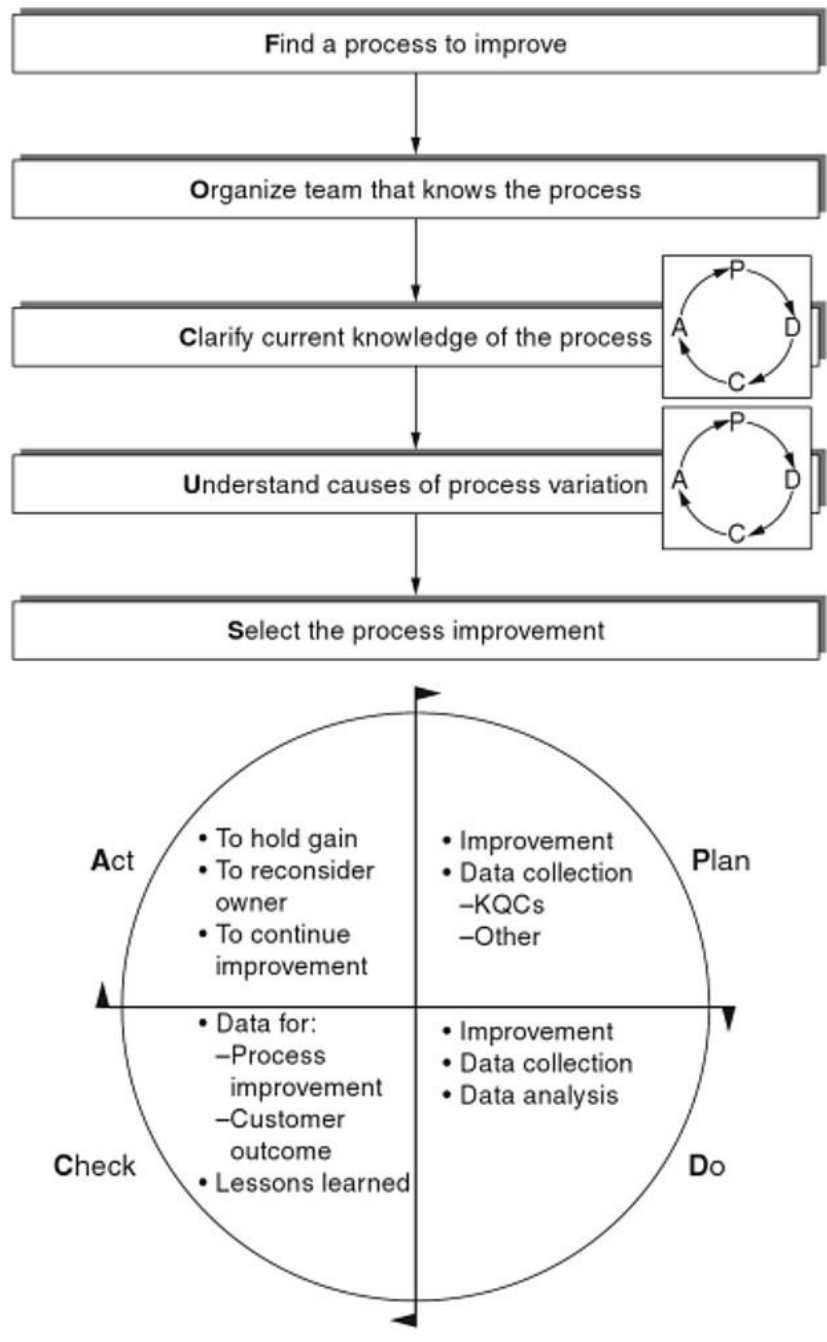 Find a process to improve
Organize team that knows the process
P
A
D
C
Clarify current knowledge of the process
P
A
D
C
Understand causes of process variation
Select the process improvement
Act
• To hold gain
• To reconsider
owner
• To continue
improvement
Plan
• Improvement
• Data collection
–KQCs
–Other
Check
• Data for:
–Process
improvement
–Customer
outcome
• Lessons learned
Do
• Improvement
• Data collection
• Data analysis